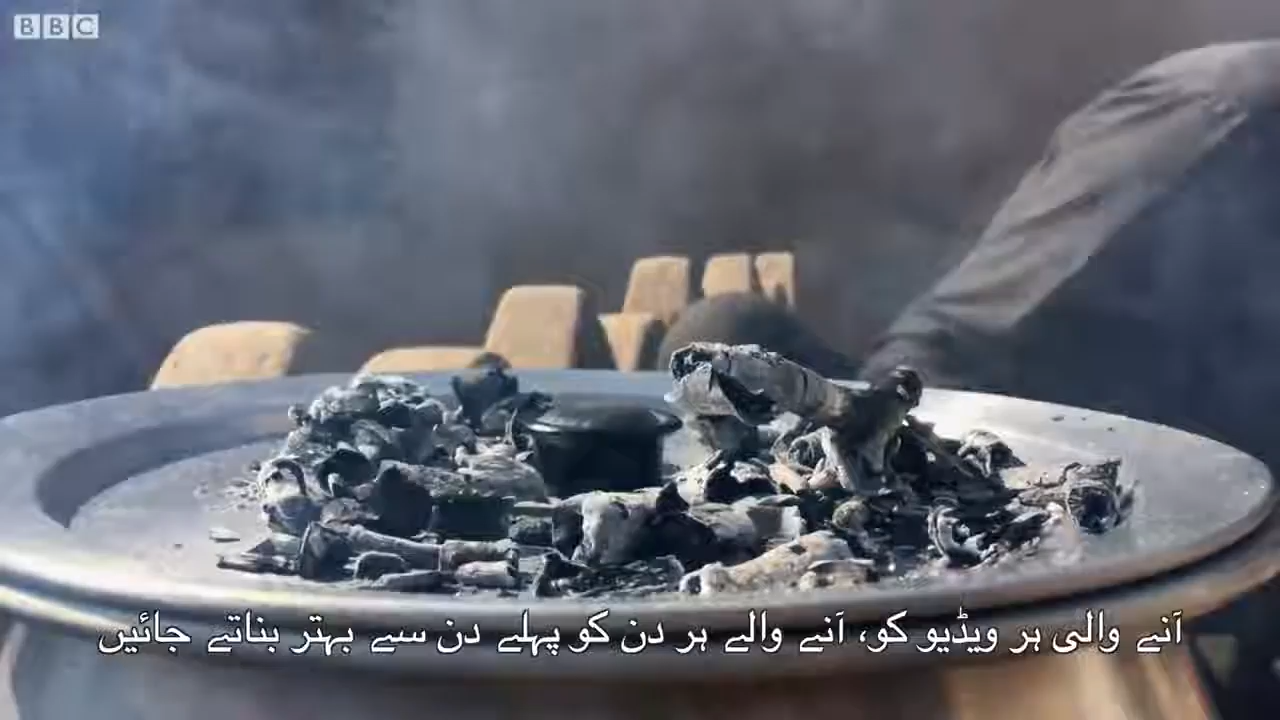 BBC
آنے والی ہر ویڈیو کو، آنے والے ہر دن کو پہلے دن سے بہتر بناتے جائیں